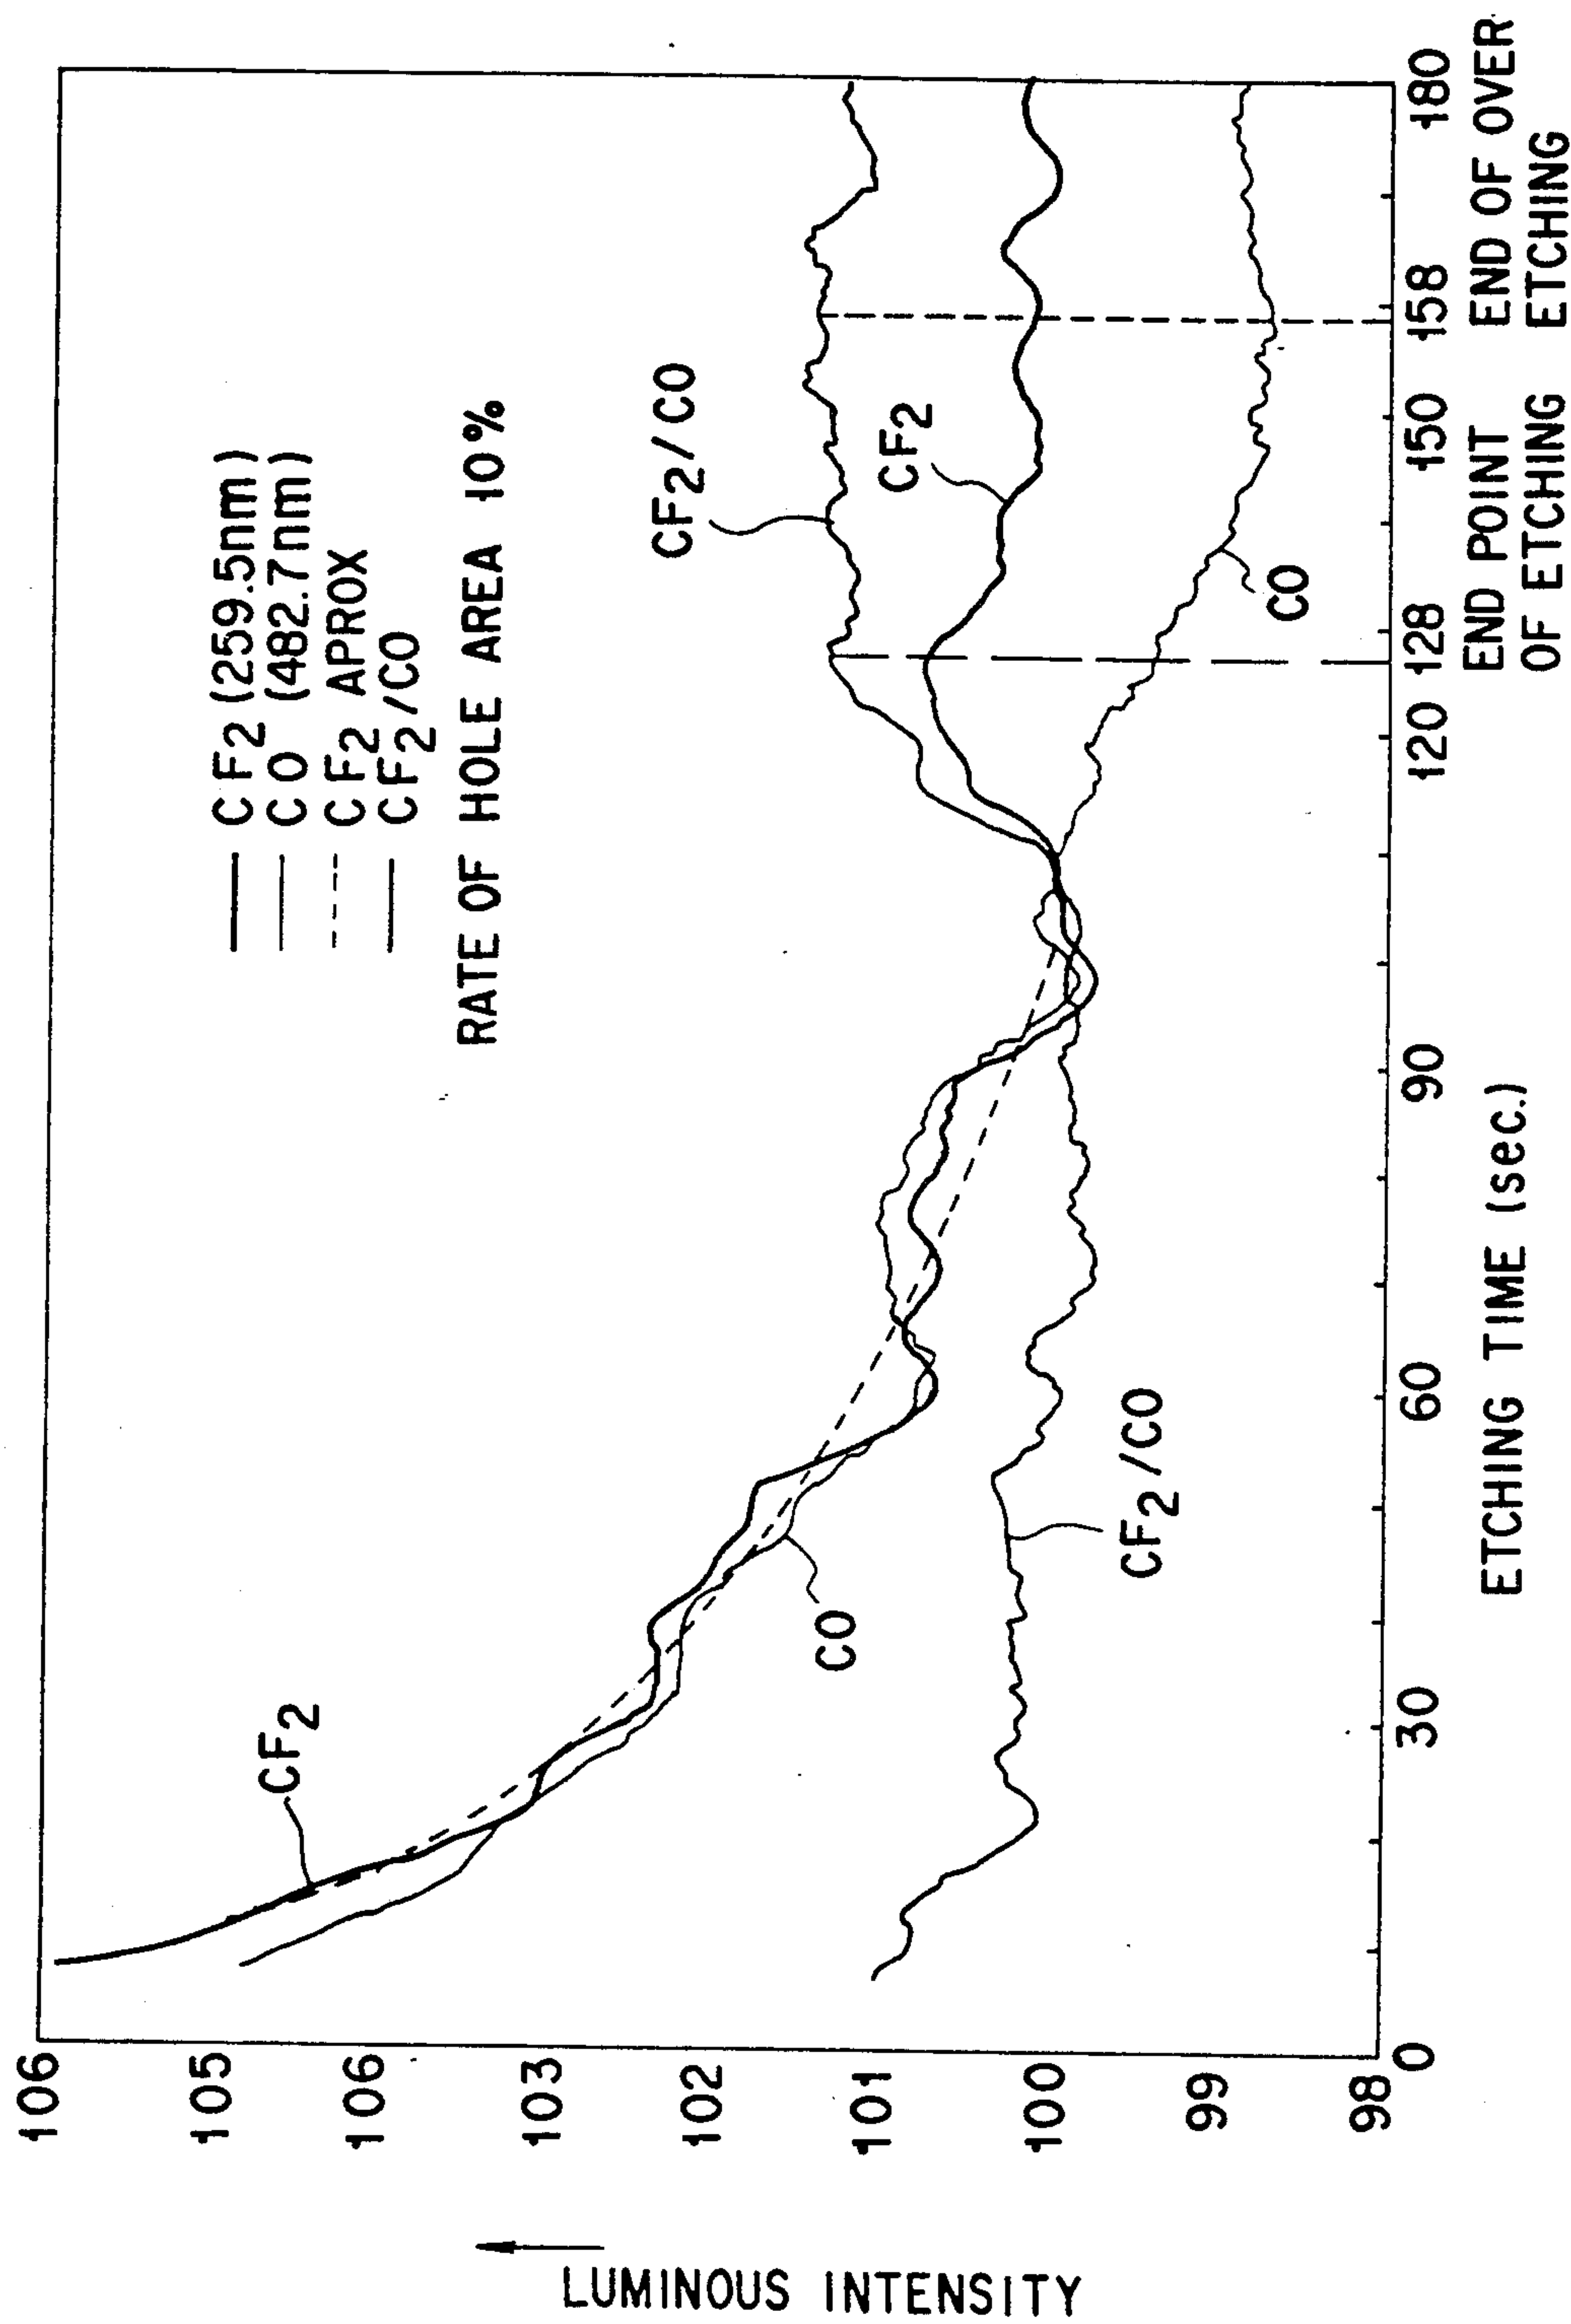 CF2 (259.5nm)
CO (482.7nm)
CF2 APROX
CF2/CO
RATE OF HOLE AREA 10%
CF2
CO
CF2/CO
CF2/CO
CF2
CO
106
105
106
103
102
101
100
99
98
LUMINOUS INTENSITY
0 30 60 90 120 128 150 158 180
ETCHING TIME (sec.)
END POINT
OF ETCHING
END OF OVER
ETCHING